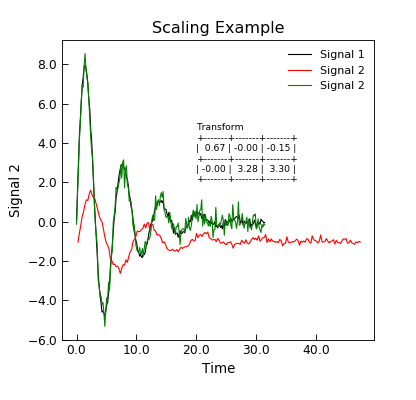 Scaling Example
Signal 1
Signal 2
Signal 2
8.0
6.0
4.0
2.0
0.0
−2.0
−4.0
−6.0
Signal 2
Transform
+-------+-------+-------+
|  0.67 | -0.00 | -0.15 |
+-------+-------+-------+
| -0.00 |  3.28 |  3.30 |
+-------+-------+-------+
0.0 10.0 20.0 30.0 40.0
Time